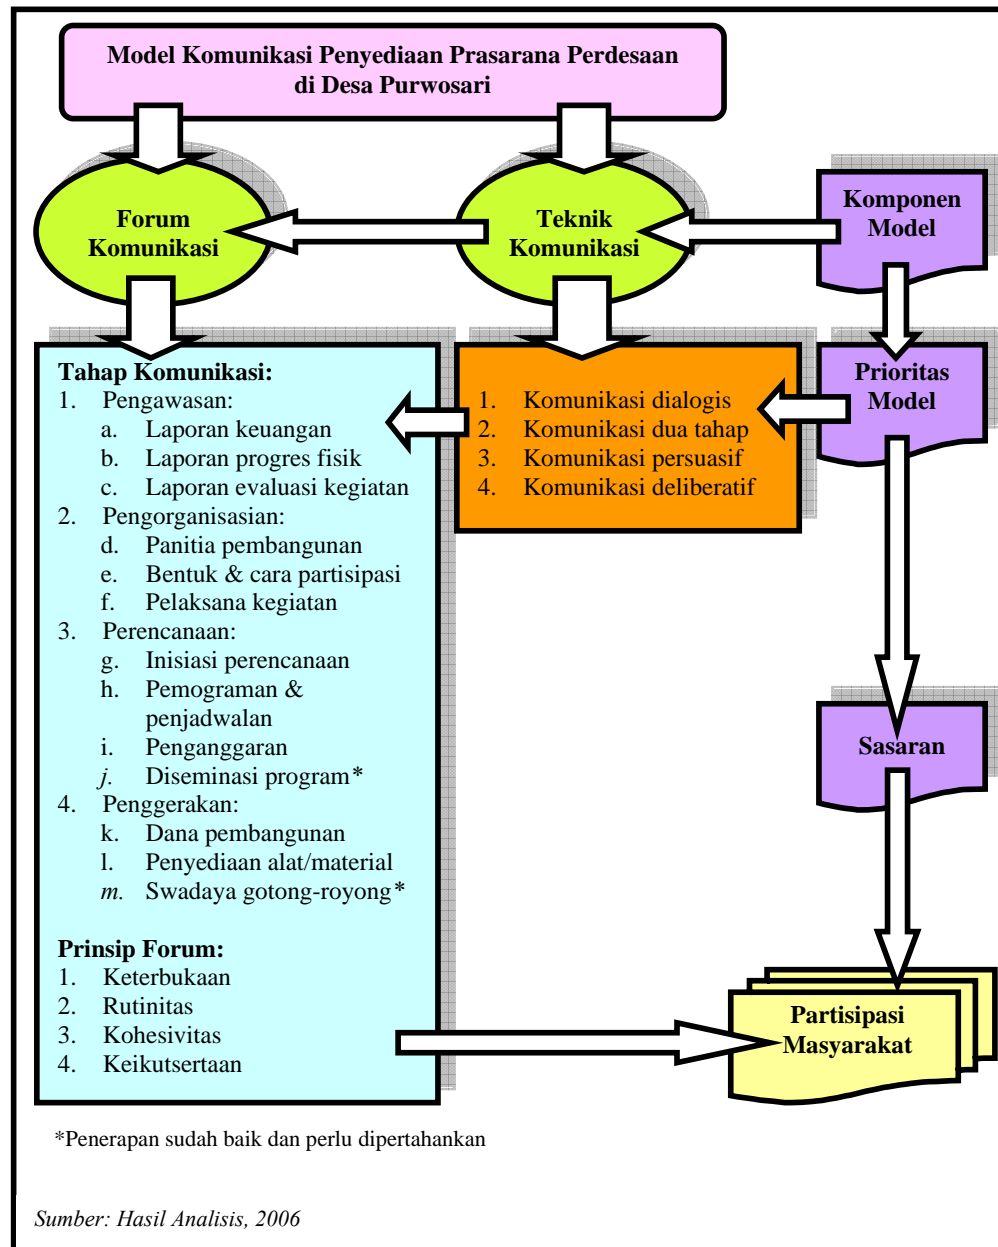 Model Komunikasi Penyediaan Prasarana Perdesaan
di Desa Purwosari
Forum
Komunikasi
Teknik
Komunikasi
Komponen
Model
Tahap Komunikasi:
1. Pengawasan:
a. Laporan keuangan
b. Laporan progres fisik
c. Laporan evaluasi kegiatan
2. Pengorganisasian:
d. Panitia pembangunan
e. Bentuk & cara partisipasi
f. Pelaksana kegiatan
3. Perencanaan:
g. Inisiasi perencanaan
h. Pemograman &
penjadwalan
i. Penganggaran
j. Diseminasi program*
4. Penggerakan:
k. Dana pembangunan
l. Penyediaan alat/material
m. Swadaya gotong-royong*
Prinsip Forum:
1. Keterbukaan
2. Rutinitas
3. Kohesivitas
4. Keikutsertaan
1. Komunikasi dialogis
2. Komunikasi dua tahap
3. Komunikasi persuasif
4. Komunikasi deliberatif
Prioritas
Model
Sasaran
Partisipasi
Masyarakat
*Penerapan sudah baik dan perlu dipertahankan
Sumber: Hasil Analisis, 2006